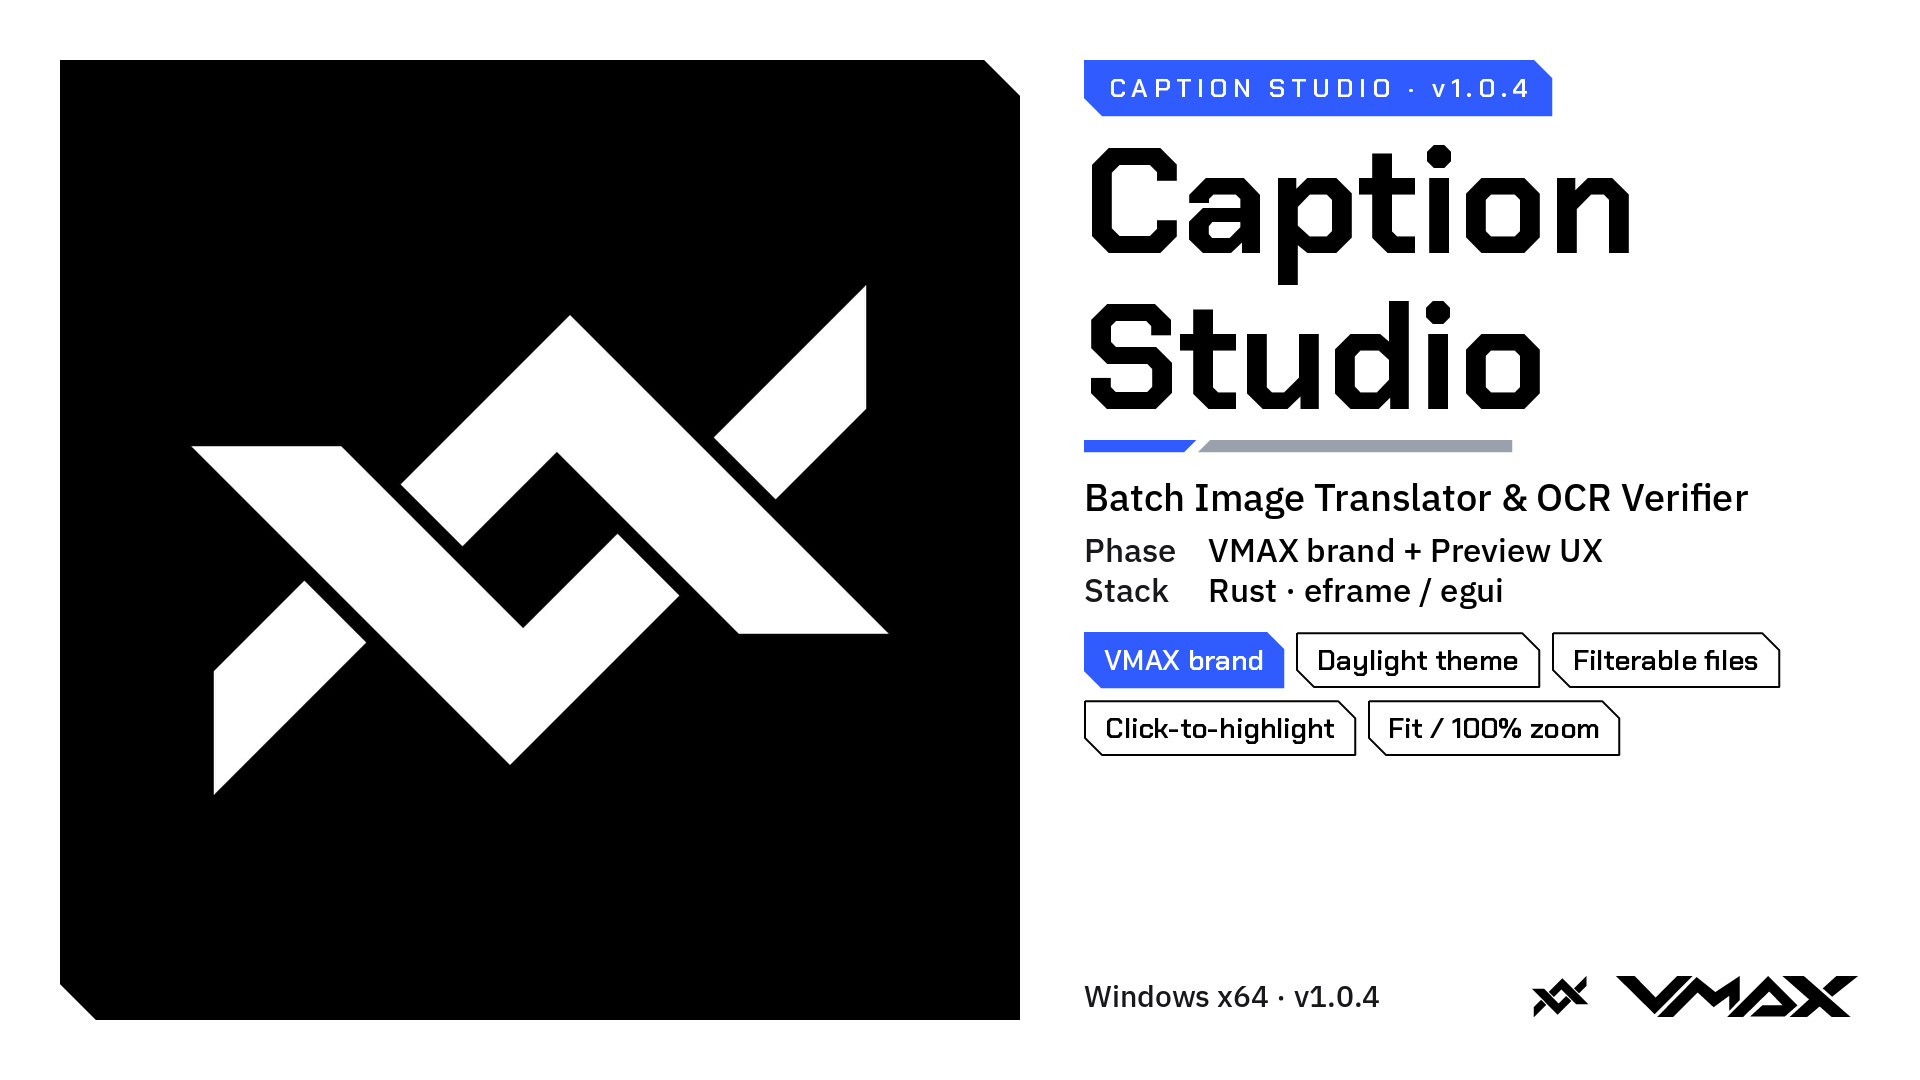 CAPTION STUDIO · v1.0.4
Caption
Studio
Batch Image Translator & OCR Verifier
Phase VMAX brand + Preview UX
Stack Rust · eframe / egui
VMAX brand Daylight theme Filterable files
Click-to-highlight Fit / 100% zoom
Windows x64 · v1.0.4 VMAX